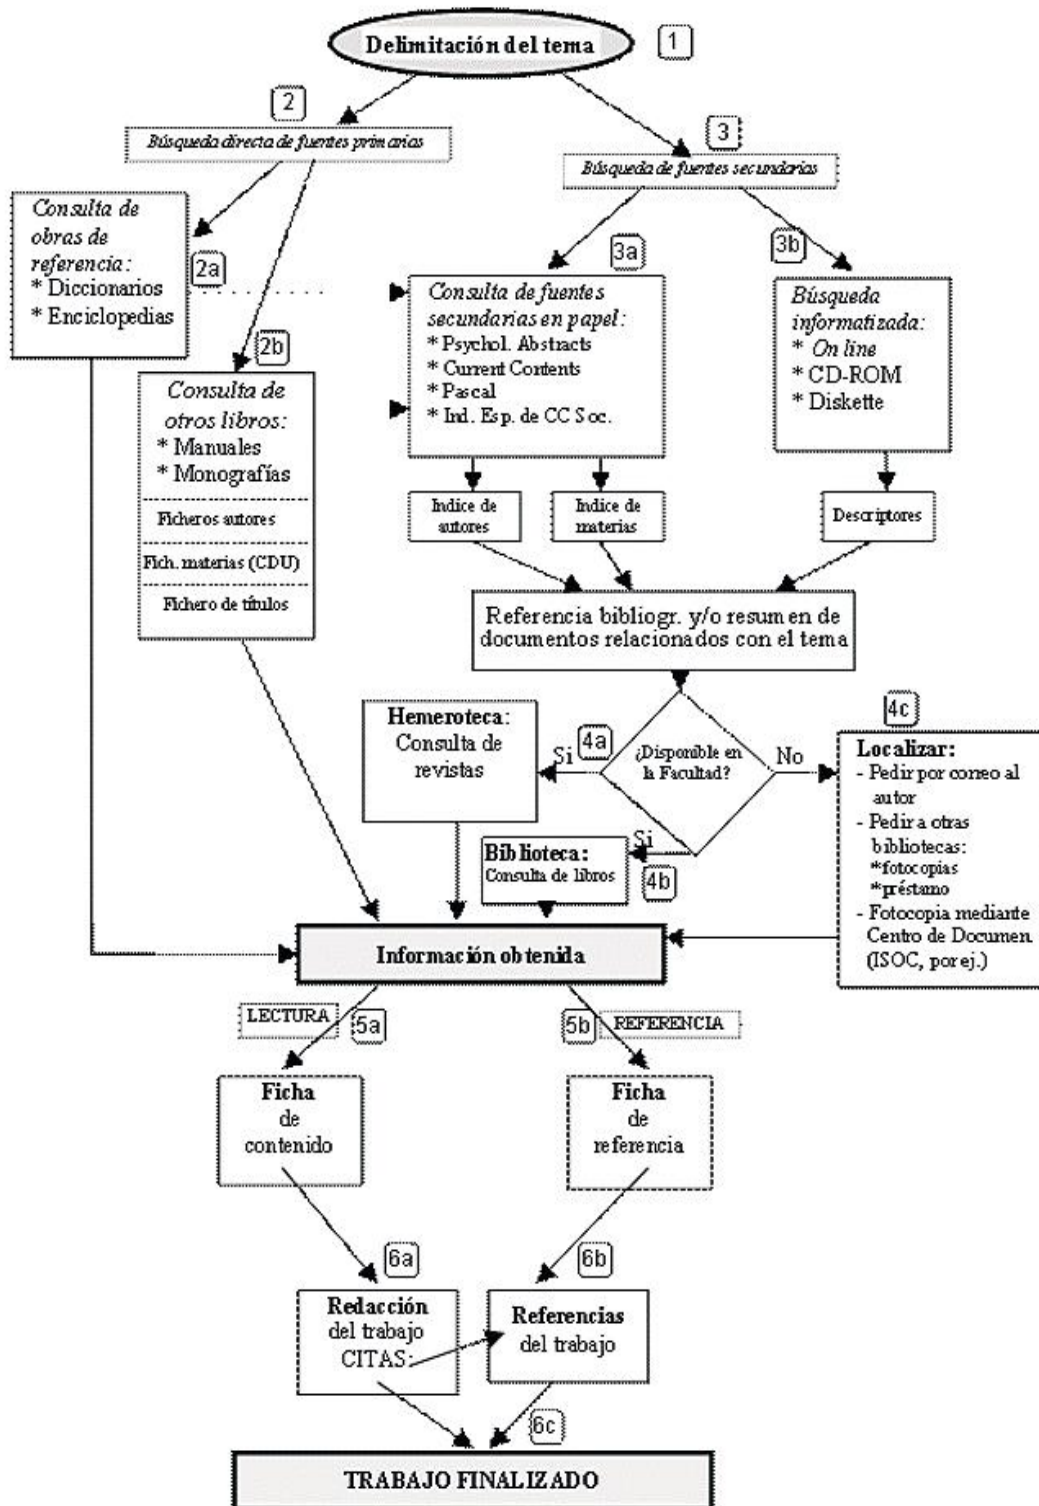 Delimitación del tema
1
2
Búsqueda directa de fuentes primarias
3
Búsqueda de fuentes secundarias
Consulta de
obras de
referencia:
* Diccionarios
* Enciclopedias
2a
2b
Consulta de
otros libros:
* Manuales
* Monografías
Ficheros autores
Fich. materias (CDU)
Fichero de títulos
3a
Consulta de fuentes
secundarias en papel:
* Psychol. Abstracts
* Current Contents
* Pascal
* Ind. Esp. de CC Soc.
3b
Búsqueda
informatizada:
* On line
* CD-ROM
* Diskette
Indice de
autores
Indice de
materias
Descriptores
Referencia bibliogr. y/o resumen de
documentos relacionados con el tema
¿Disponible en
la Facultad?
Si
4a
Hemeroteca:
Consulta de
revistas
Si
4b
Biblioteca:
Consulta de libros
No
4c
Localizar:
- Pedir por correo al
autor
- Pedir a otras
bibliotecas:
*fotocopias
*préstamo
- Fotocopia mediante
Centro de Documen.
(ISOC, por ej.)
Información obtenida
LECTURA
5a
5b
REFERENCIA
Ficha
de
contenido
Ficha
de
referencia
6a
6b
Redacción
del trabajo
CITAS:
Referencias
del trabajo
6c
TRABAJO FINALIZADO